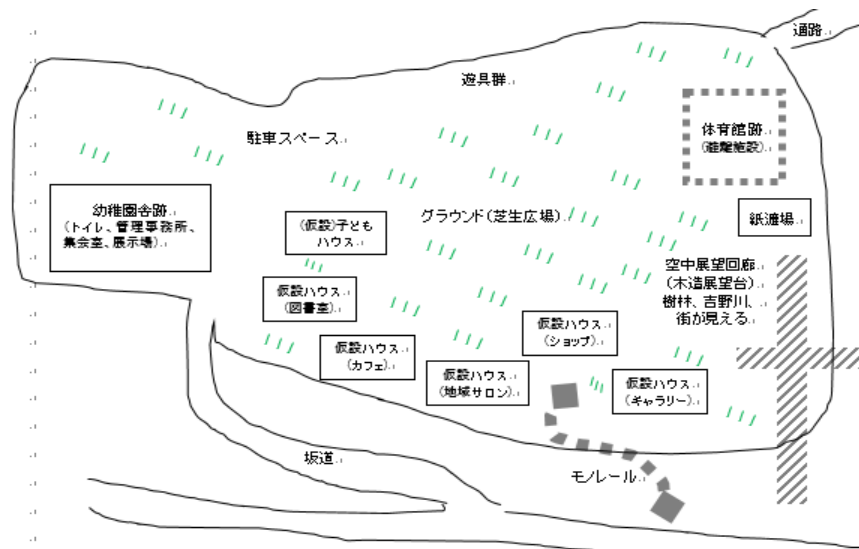 通路
遊具群
体育館跡
(避難施設)
駐車スペース
幼稚園舎跡
(トイレ、管理事務所、
集会室、展示場)
(仮設)子ども
ハウス
グラウンド(芝生広場)
紙漉場
仮設ハウス
(図書室)
空中展望回廊
(木造展望台)
樹林、吉野川、
街が見える
仮設ハウス
(カフェ)
仮設ハウス
(ショップ)
仮設ハウス
(地域サロン)
仮設ハウス
(ギャラリー)
坂道
モノレール